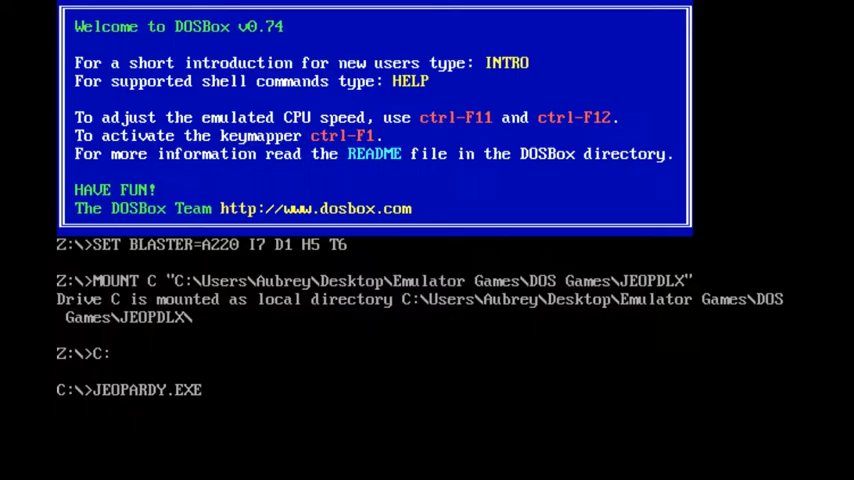 Welcome to DOSBox v0.74
For a short introduction for new users type: INTRO
For supported shell commands type: HELP
To adjust the emulated CPU speed, use ctrl-F11 and ctrl-F12.
To activate the keymapper ctrl-F1.
For more information read the README file in the DOSBox directory.
HAVE FUN!
The DOSBox Team http://www.dosbox.com
Z:\>SET BLASTER=A220 I7 D1 H5 T6
Z:\>MOUNT C "C:\Users\Aubrey\Desktop\Emulator Games\DOS Games\JEOPDLX"
Drive C is mounted as local directory C:\Users\Aubrey\Desktop\Emulator Games\DOS
Games\JEOPDLX\
Z:\>C:
C:\>JEOPARDY.EXE